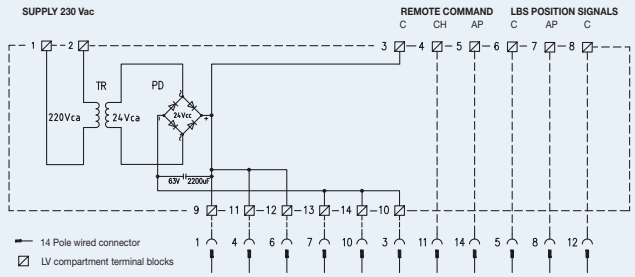 SUPPLY 230 Vac REMOTE COMMAND LBS POSITION SIGNALS
C CH AP C AP C
1 2 3 4 5 6 7 8
TR PD
220Vca 24Vca 24Vcc
+
63V 2200uF
9 11 12 13 14 10
1 4 6 7 10 3 11 14 5 8 12
14 Pole wired connector
LV compartment terminal blocks